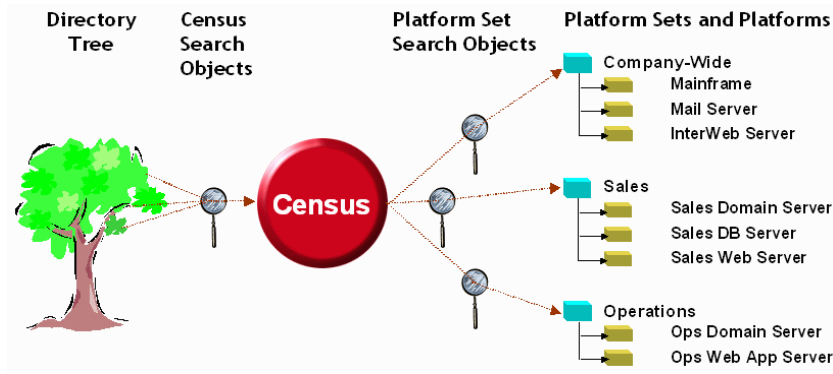 Directory
Tree
Census
Search
Objects
Platform Set
Search Objects
Platform Sets and Platforms
Census
Company-Wide
Mainframe
Mail Server
InterWeb Server
Sales
Sales Domain Server
Sales DB Server
Sales Web Server
Operations
Ops Domain Server
Ops Web App Server